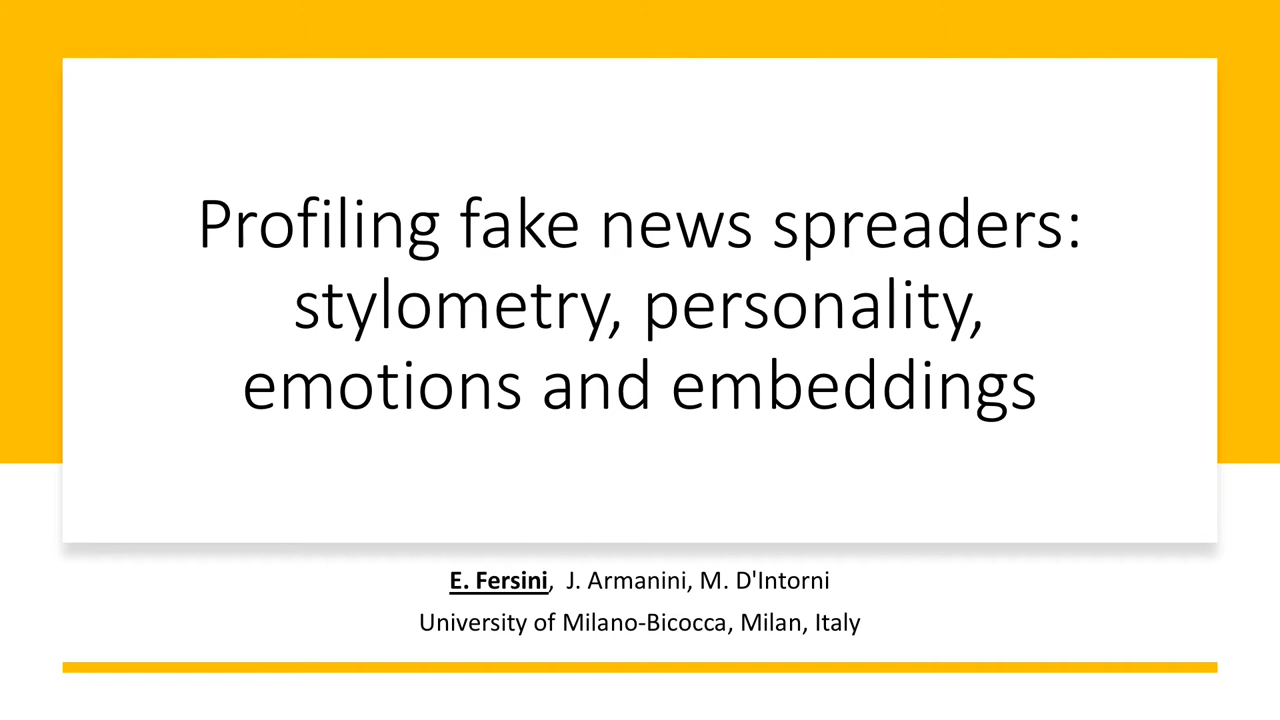 Profiling fake news spreaders:
stylometry, personality,
emotions and embeddings
E. Fersini, J. Armanini, M. D'Intorni
University of Milano-Bicocca, Milan, Italy